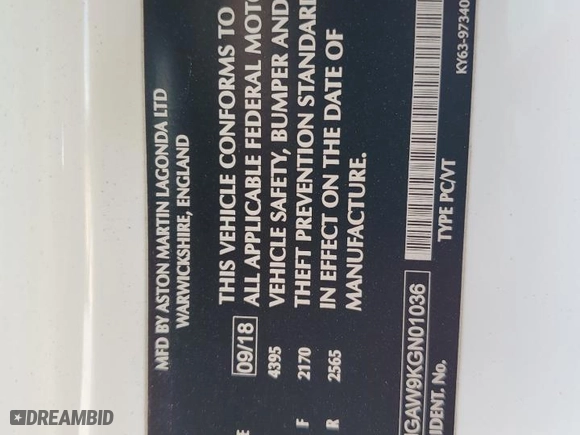 MFD BY ASTON MARTIN LAGONDA LTD
WARWICKSHIRE, ENGLAND
09/18
4395
F 2170
R 2565
THIS VEHICLE CONFORMS TO
ALL APPLICABLE FEDERAL MOTO
VEHICLE SAFETY, BUMPER AND
THEFT PREVENTION STANDARD
IN EFFECT ON THE DATE OF
MANUFACTURE.
GAW9KGN01036
IDENT. No. TYPE PC/VT
KY63-97340
DREAMBID